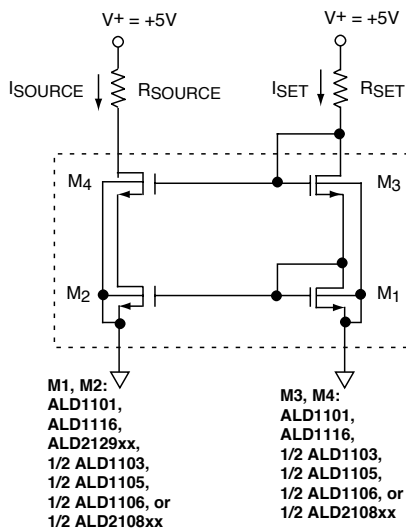 V+ = +5V
V+ = +5V
ISOURCE
RSOURCE
ISET
RSET
M4
M3
M2
M1
M1, M2:
ALD1101,
ALD1116,
ALD2129xx,
1/2 ALD1103,
1/2 ALD1105,
1/2 ALD1106, or
1/2 ALD2108xx
M3, M4:
ALD1101,
ALD1116,
1/2 ALD1103,
1/2 ALD1105,
1/2 ALD1106, or
1/2 ALD2108xx